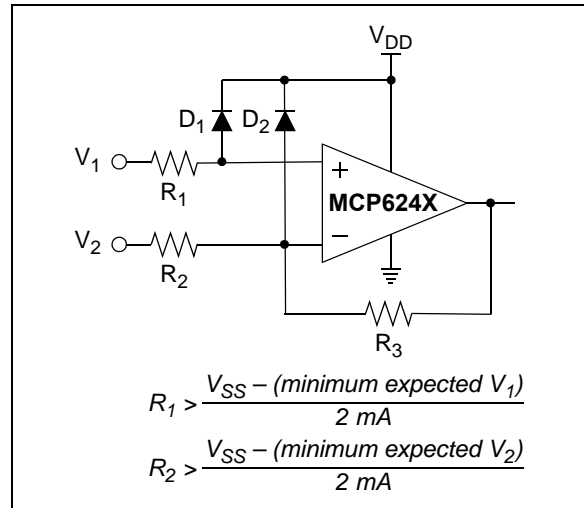 V_DD
D_1 D_2
V_1
R_1
+
MCP624X
V_2
R_2
–
R_3
R_1 > V_SS – (minimum expected V_1)
2 mA
R_2 > V_SS – (minimum expected V_2)
2 mA